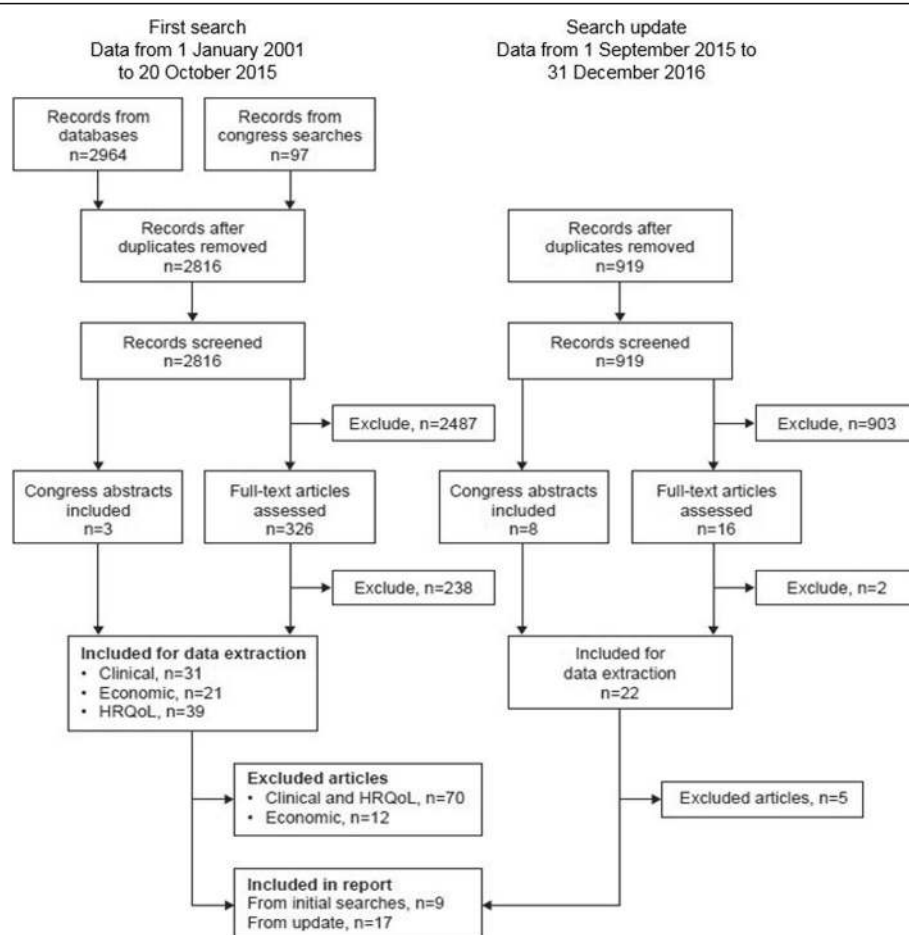 First search
Data from 1 January 2001
to 20 October 2015
Search update
Data from 1 September 2015 to
31 December 2016
Records from
databases
n=2964
Records from
congress searches
n=97
Records after
duplicates removed
n=2816
Records after
duplicates removed
n=919
Records screened
n=2816
Records screened
n=919
Exclude, n=2487
Exclude, n=903
Congress abstracts
included
n=3
Full-text articles
assessed
n=326
Congress abstracts
included
n=8
Full-text articles
assessed
n=16
Exclude, n=238
Exclude, n=2
Included for data extraction
• Clinical, n=31
• Economic, n=21
• HRQoL, n=39
Included for
data extraction
n=22
Excluded articles
• Clinical and HRQoL, n=70
• Economic, n=12
Excluded articles, n=5
Included in report
From initial searches, n=9
From update, n=17